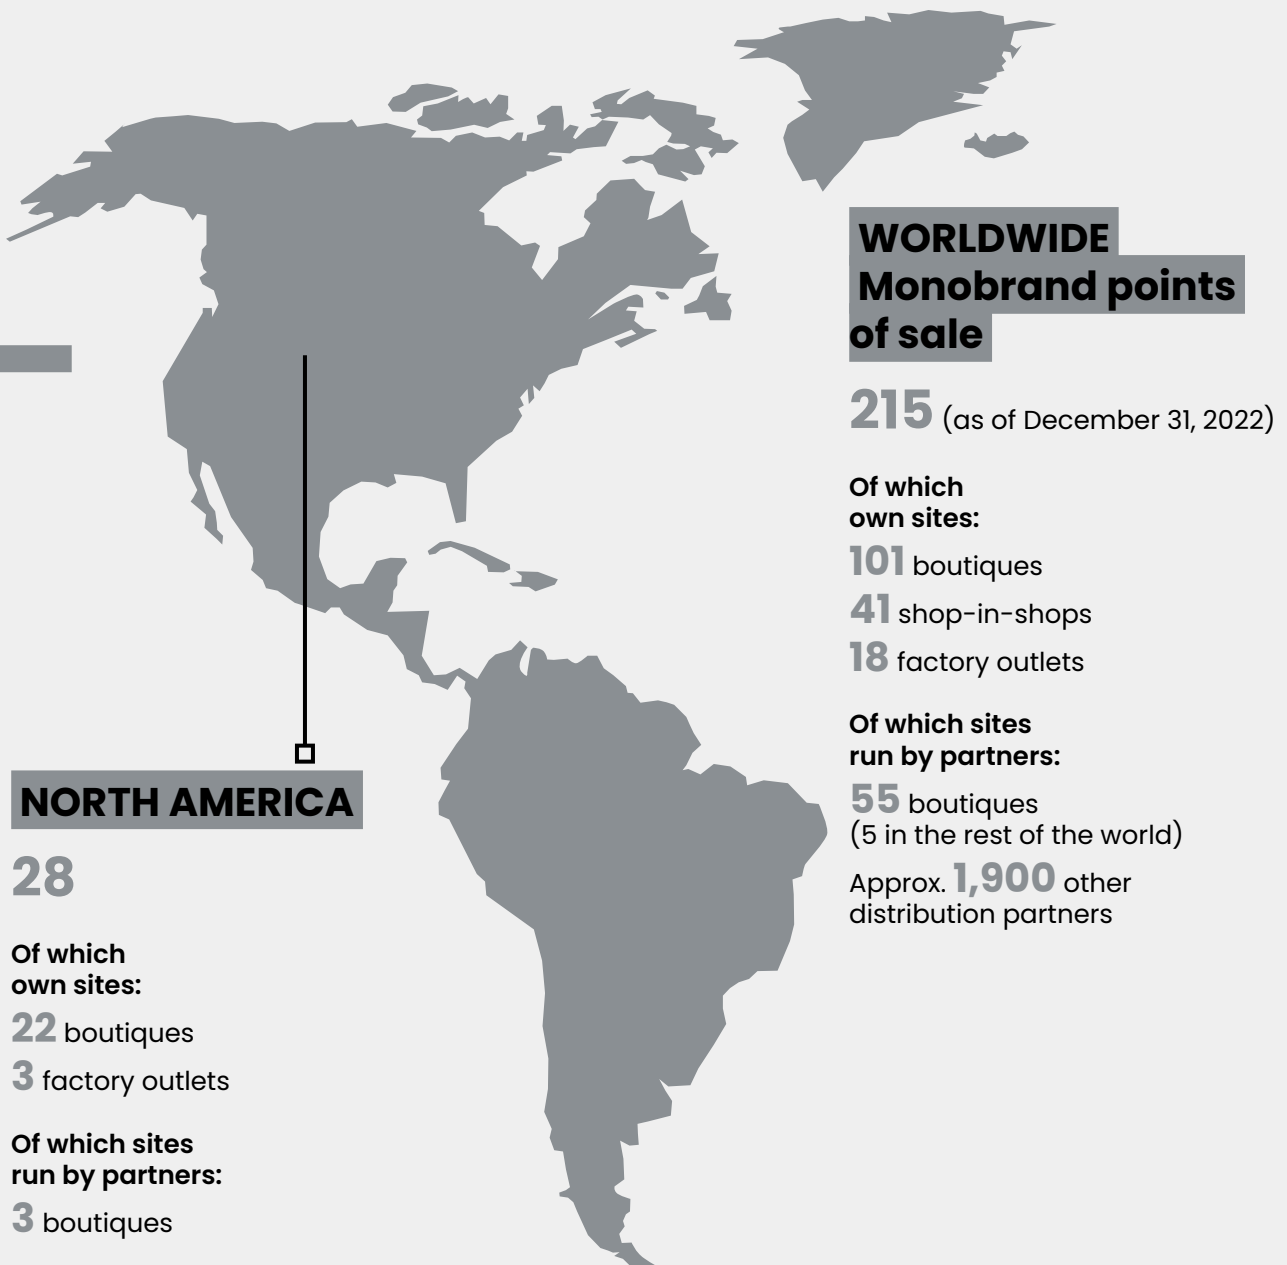 WORLDWIDE
Monobrand points
of sale
215 (as of December 31, 2022)
Of which
own sites:
101 boutiques
41 shop-in-shops
18 factory outlets
Of which sites
run by partners:
55 boutiques
(5 in the rest of the world)
Approx. 1,900 other
distribution partners
NORTH AMERICA
28
Of which
own sites:
22 boutiques
3 factory outlets
Of which sites
run by partners:
3 boutiques